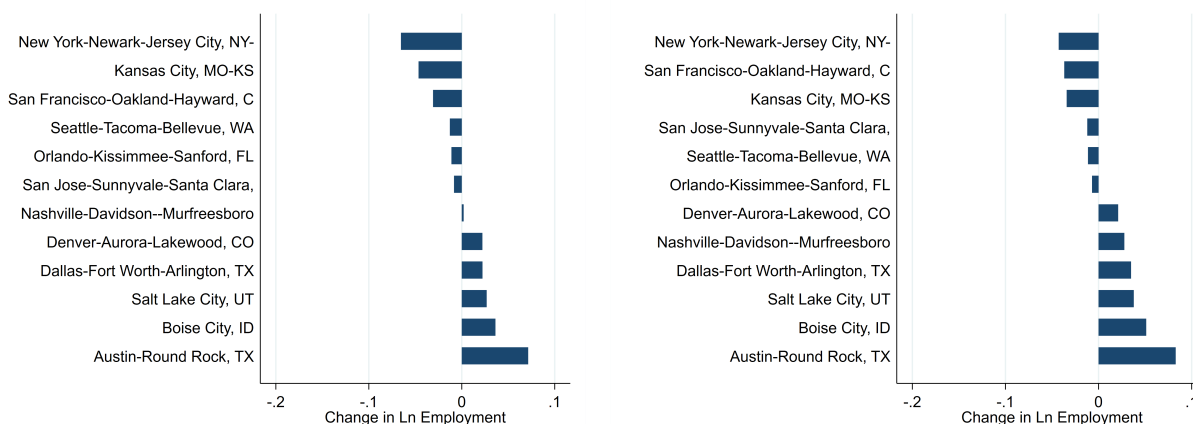 New York-Newark-Jersey City, NY-
Kansas City, MO-KS
San Francisco-Oakland-Hayward, C
Seattle-Tacoma-Bellevue, WA
Orlando-Kissimmee-Sanford, FL
San Jose-Sunnyvale-Santa Clara,
Nashville-Davidson--Murfreesboro
Denver-Aurora-Lakewood, CO
Dallas-Fort Worth-Arlington, TX
Salt Lake City, UT
Boise City, ID
Austin-Round Rock, TX
-.2 -.1 0 .1
Change in Ln Employment
New York-Newark-Jersey City, NY-
San Francisco-Oakland-Hayward, C
Kansas City, MO-KS
San Jose-Sunnyvale-Santa Clara,
Seattle-Tacoma-Bellevue, WA
Orlando-Kissimmee-Sanford, FL
Denver-Aurora-Lakewood, CO
Nashville-Davidson--Murfreesboro
Dallas-Fort Worth-Arlington, TX
Salt Lake City, UT
Boise City, ID
Austin-Round Rock, TX
-.2 -.1 0 .1
Change in Ln Employment